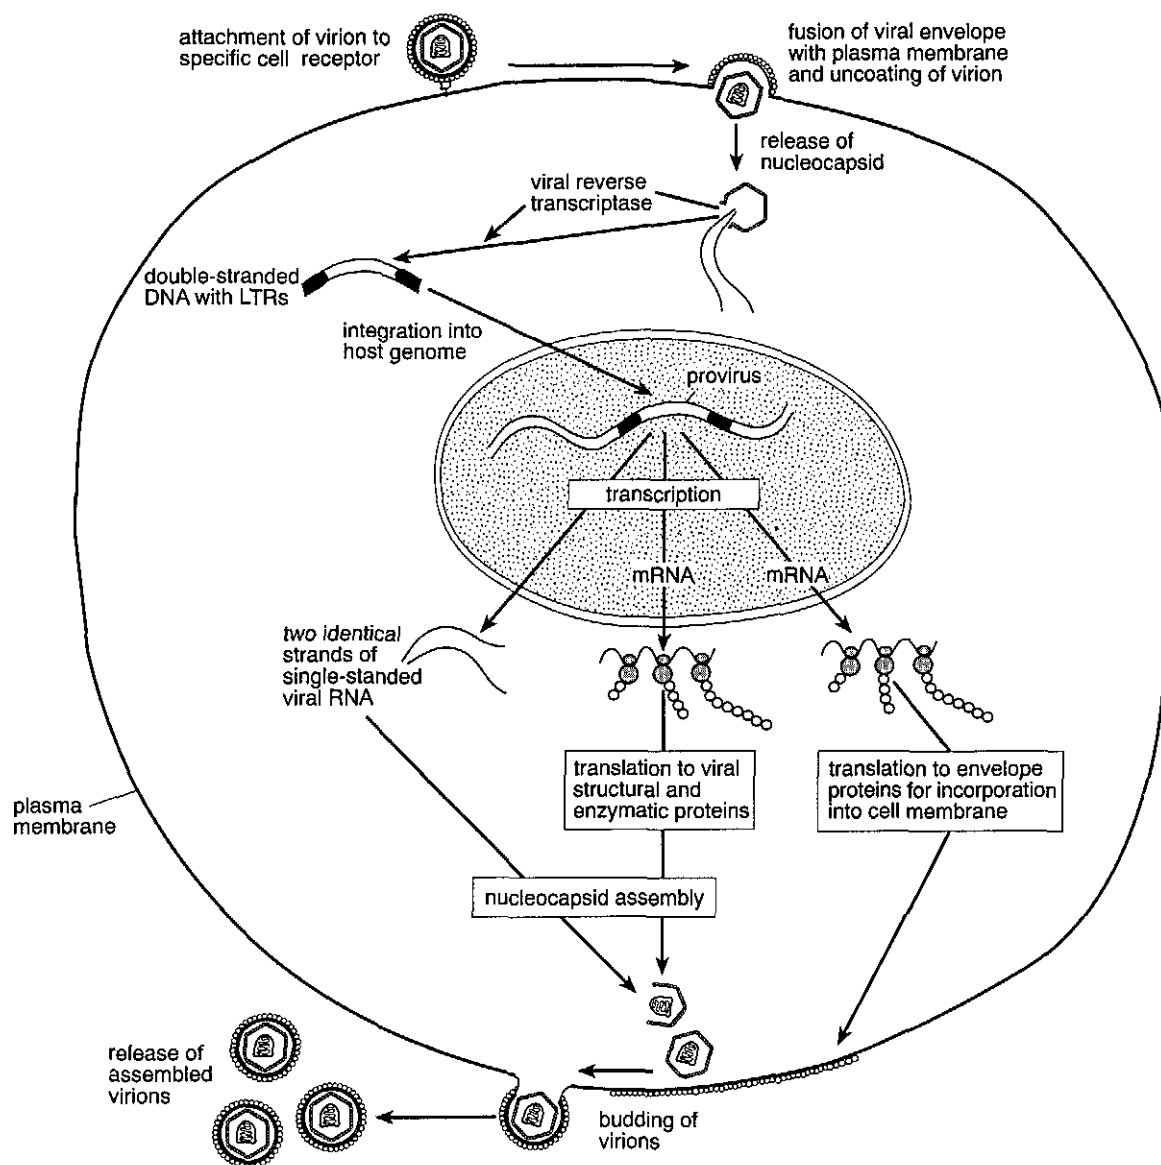 attachment of virion to
specific cell receptor
fusion of viral envelope
with plasma membrane
and uncoating of virion
release of
nucleocapsid
viral reverse
transcriptase
double-stranded
DNA with LTRs
integration into
host genome
provirus
transcription
mRNA
mRNA
two identical
strands of
single-standed
viral RNA
translation to viral
structural and
enzymatic proteins
translation to envelope
proteins for incorporation
into cell membrane
plasma
membrane
nucleocapsid assembly
release of
assembled
virions
budding of
virions